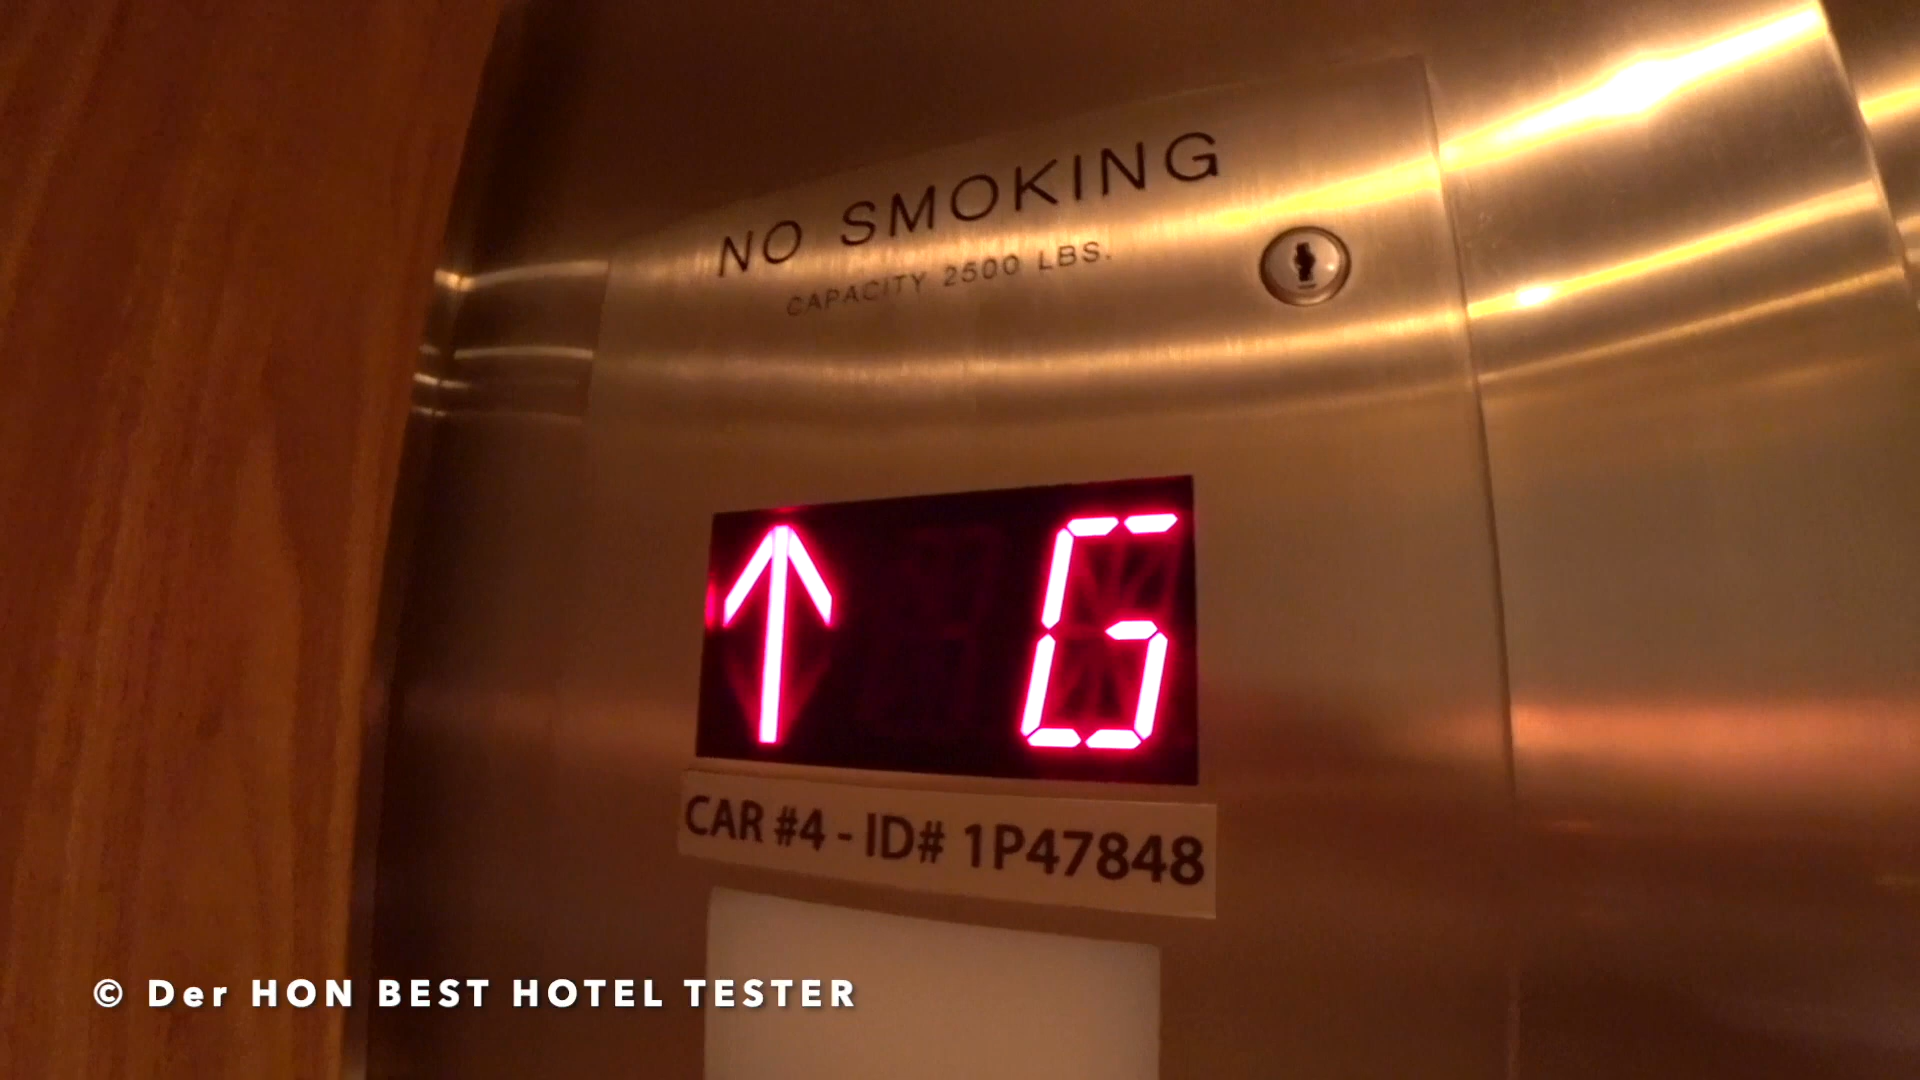 NO SMOKING
CAPACITY 2500 LBS.
↑ G
CAR #4 - ID# 1P47848
© Der HON BEST HOTEL TESTER